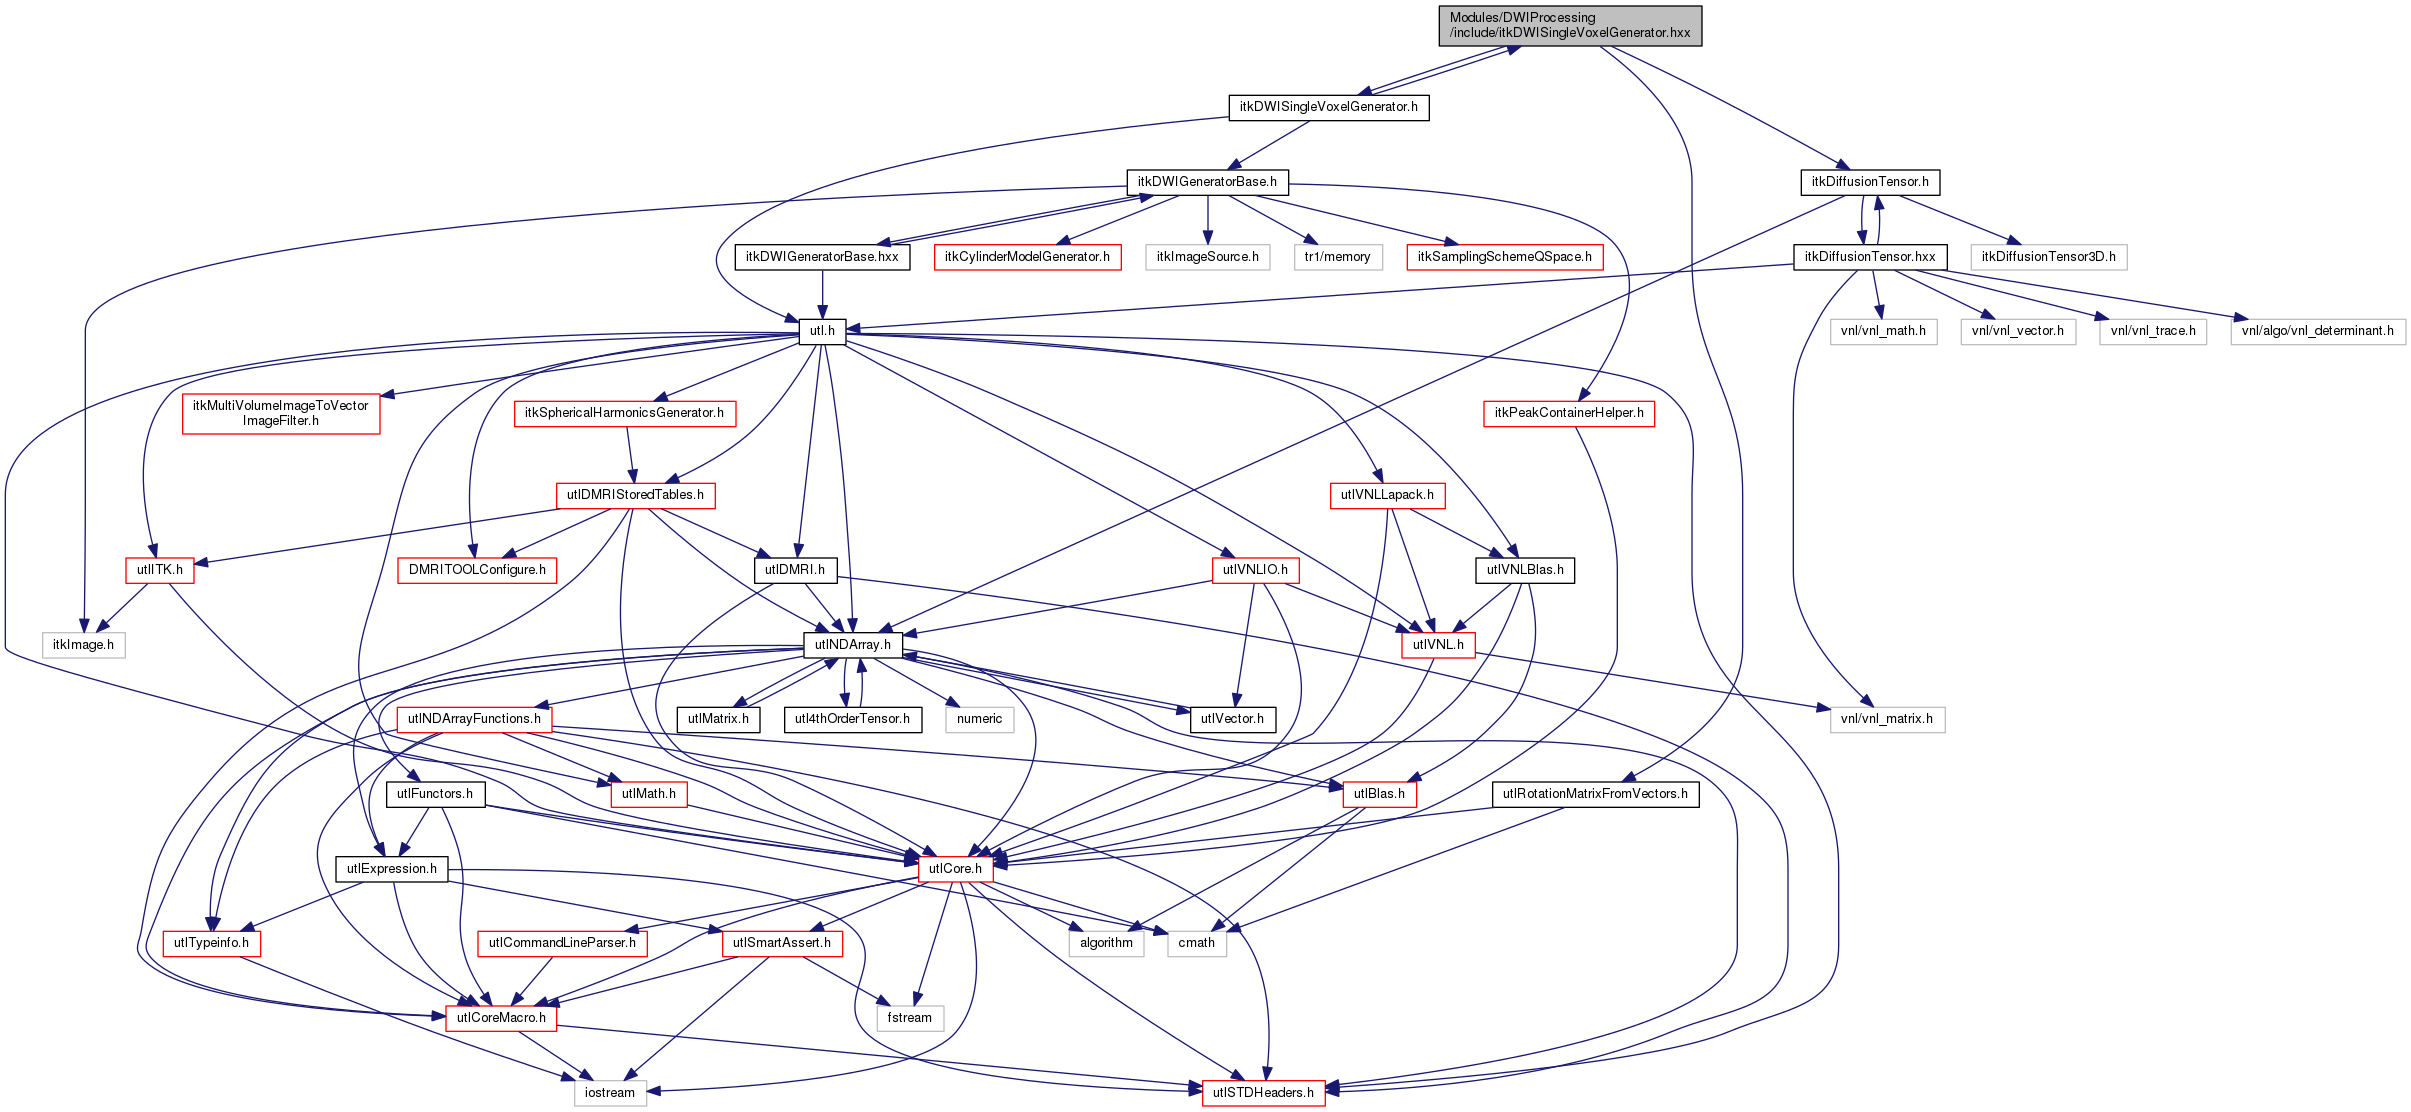 Modules/DWIProcessing
/include/itkDWISingleVoxelGenerator.hxx
itkDWISingleVoxelGenerator.h
itkDWIGeneratorBase.h
itkDiffusionTensor.h
itkDWIGeneratorBase.hxx
itkCylinderModelGenerator.h
itkImageSource.h
tr1/memory
itkSamplingSchemeQSpace.h
itkDiffusionTensor.hxx
itkDiffusionTensor3D.h
utl.h
vnl/vnl_math.h
vnl/vnl_vector.h
vnl/vnl_trace.h
vnl/algo/vnl_determinant.h
itkMultiVolumeImageToVector
ImageFilter.h
itkSphericalHarmonicsGenerator.h
itkPeakContainerHelper.h
utlDMRIStoredTables.h
utlVNLLapack.h
utlITK.h
DMRITOOLConfigure.h
utlDMRI.h
utlVNLIO.h
utlVNLBlas.h
itkImage.h
utlNDArray.h
utlVNL.h
utlNDArrayFunctions.h
utlMatrix.h
utl4thOrderTensor.h
numeric
utlVector.h
vnl/vnl_matrix.h
utlFunctors.h
utlMath.h
utlBlas.h
utlRotationMatrixFromVectors.h
utlExpression.h
utlCore.h
utlTypeinfo.h
utlCommandLineParser.h
utlSmartAssert.h
algorithm
cmath
utlCoreMacro.h
fstream
iostream
utlSTDHeaders.h